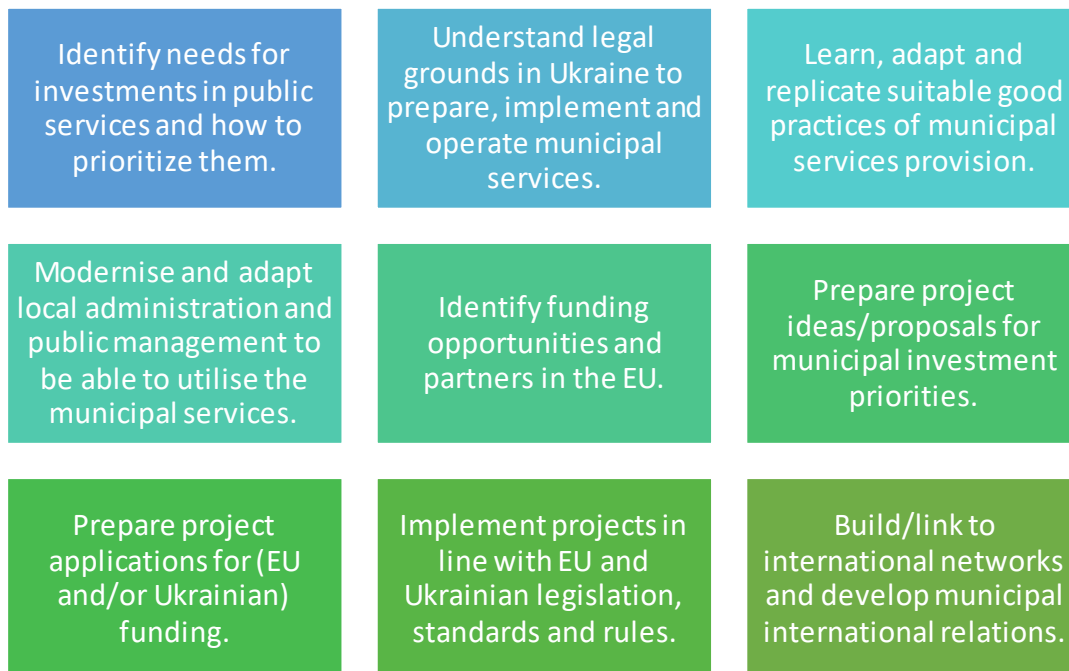 Identify needs for
investments in public
services and how to
prioritize them.
Understand legal
grounds in Ukraine to
prepare, implement and
operate municipal
services.
Learn, adapt and
replicate suitable good
practices of municipal
services provision.
Modernise and adapt
local administration and
public management to
be able to utilise the
municipal services.
Identify funding
opportunities and
partners in the EU.
Prepare project
ideas/proposals for
municipal investment
priorities.
Prepare project
applications for (EU
and/or Ukrainian)
funding.
Implement projects in
line with EU and
Ukrainian legislation,
standards and rules.
Build/link to
international networks
and develop municipal
international relations.